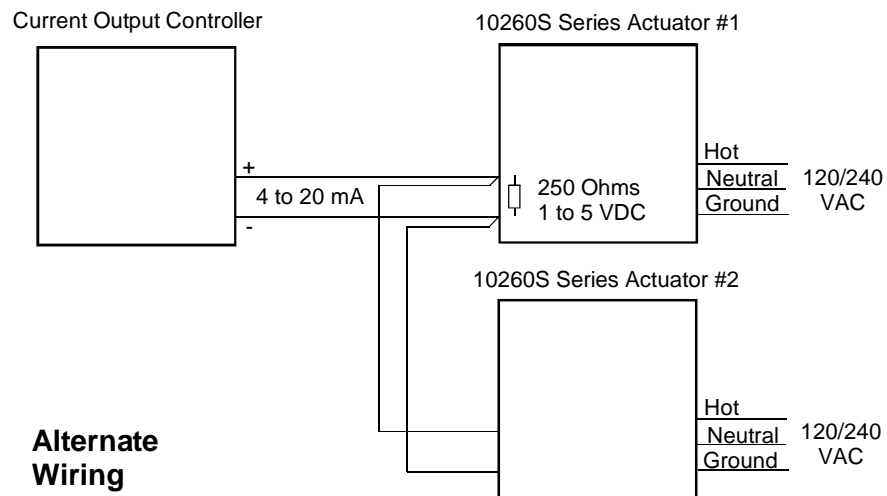 Current Output Controller
10260S Series Actuator #1
+
4 to 20 mA
-
250 Ohms
1 to 5 VDC
Hot
Neutral
Ground
120/240
VAC
10260S Series Actuator #2
Hot
Neutral
Ground
120/240
VAC
Alternate
Wiring